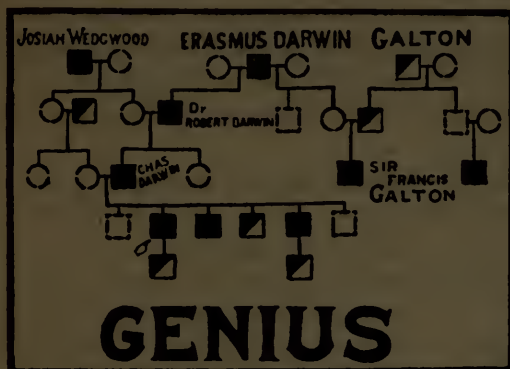 JOSIAH WEDGWOOD
ERASMUS DARWIN
GALTON
Dr
ROBERT DARWIN
CHAS
DARWIN
SIR
FRANCIS
GALTON
GENIUS